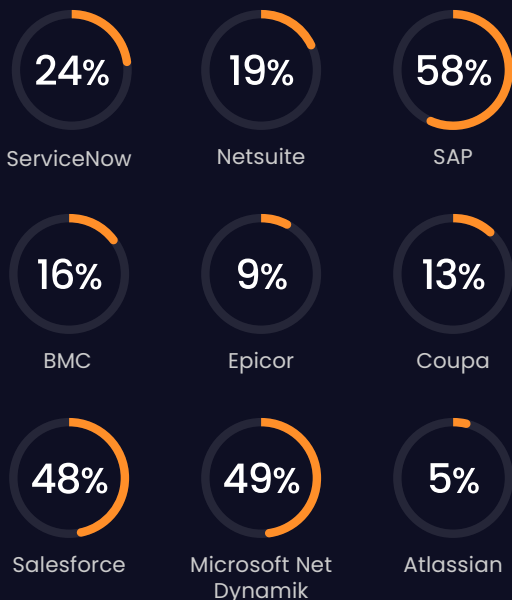 24%
19%
58%
ServiceNow
Netsuite
SAP
16%
9%
13%
BMC
Epicor
Coupa
48%
49%
5%
Salesforce
Microsoft Net
Dynamik
Atlassian